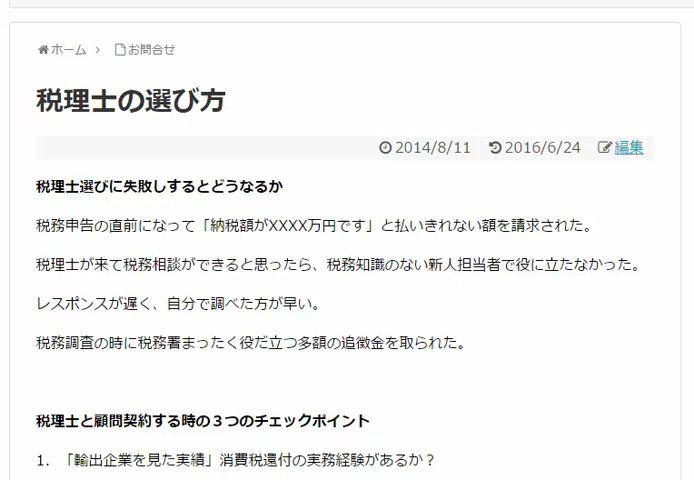 ホーム > お問合せ
税理士の選び方
2014/8/11 2016/6/24 編集
税理士選びに失敗しするとどうなるか
税務申告の直前になって「納税額がXXXX万円です」と払いきれない額を請求された。
税理士が来て税務相談ができると思ったら、税務知識のない新人担当者で役に立たなかった。
レスポンスが遅く、自分で調べた方が早い。
税務調査の時に税務署まったく役だ立つ多額の追徴金を取られた。
税理士と顧問契約する時の３つのチェックポイント
1. 「輸出企業を見た実績」消費税還付の実務経験があるか？